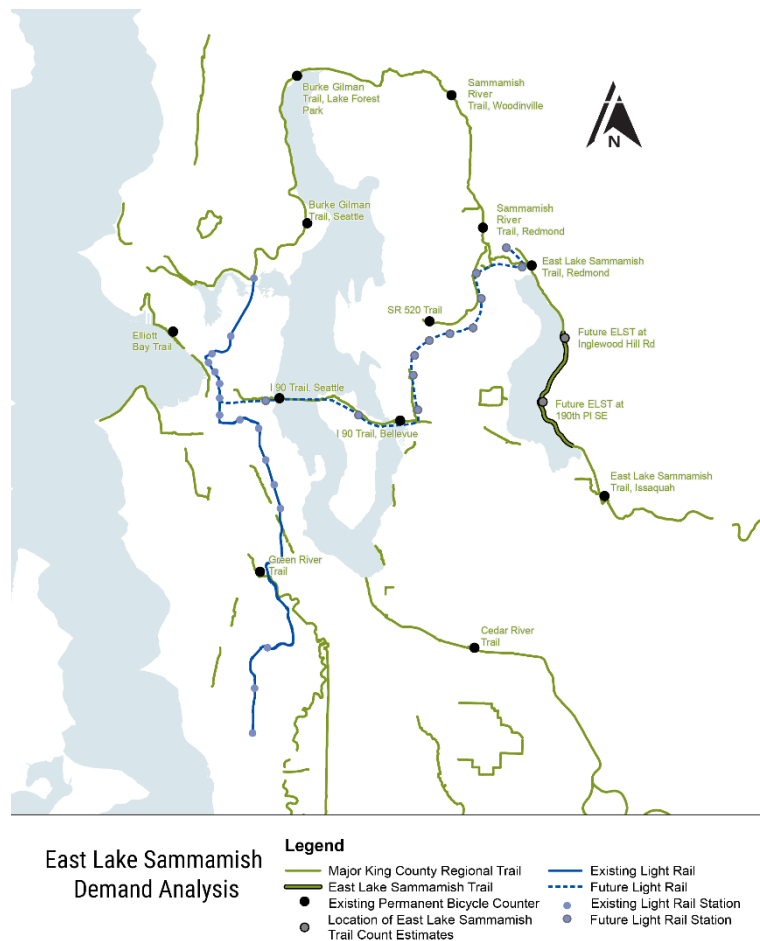 Burke Gilman
Trail, Lake Forest
Park
Sammamish
River
Trail, Woodinville
N
Burke Gilman
Trail, Seattle
Sammamish
River
Trail, Redmond
East Lake Sammamish
Trail, Redmond
SR 520 Trail
Elliott
Bay Trail
Future ELST at
Inglewood Hill Rd
I 90 Trail, Seattle
Future ELST at
190th Pl SE
I 90 Trail, Bellevue
East Lake Sammamish
Trail, Issaquah
Green River
Trail
Cedar River
Trail
East Lake Sammamish
Demand Analysis
Legend
Major King County Regional Trail
East Lake Sammamish Trail
Existing Permanent Bicycle Counter
Location of East Lake Sammamish
Trail Count Estimates
Existing Light Rail
Future Light Rail
Existing Light Rail Station
Future Light Rail Station